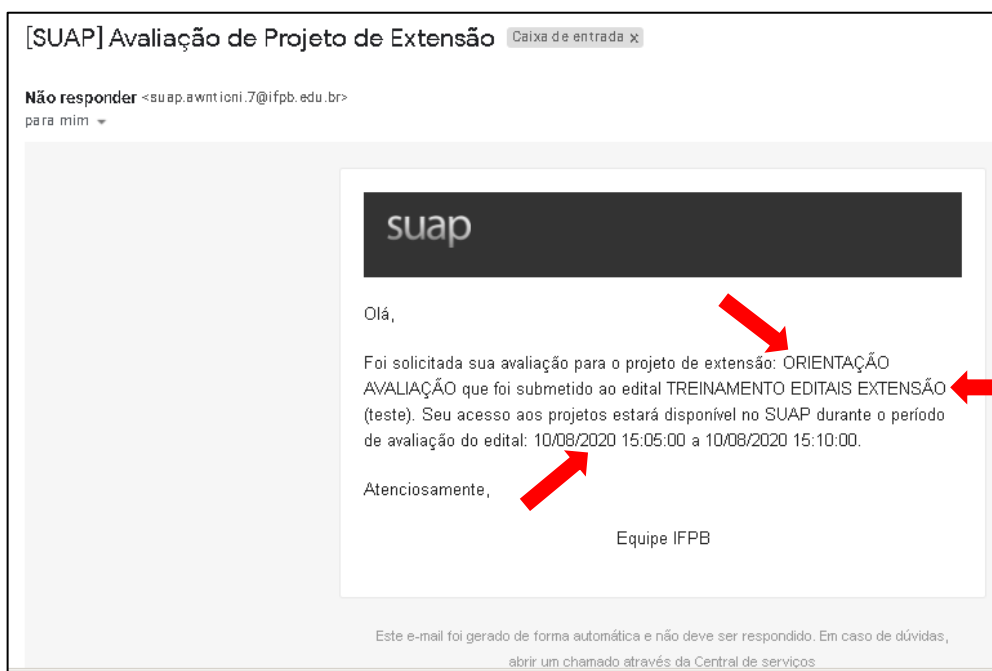 [SUAP] Avaliação de Projeto de Extensão Caixa de entrada x
Não responder <suap.awnticni.7@ifpb.edu.br>
para mim
suap
Olá,
Foi solicitada sua avaliação para o projeto de extensão: ORIENTAÇÃO
AVALIAÇÃO que foi submetido ao edital TREINAMENTO EDITAIS EXTENSÃO
(teste). Seu acesso aos projetos estará disponível no SUAP durante o período
de avaliação do edital: 10/08/2020 15:05:00 a 10/08/2020 15:10:00.
Atenciosamente,
Equipe IFPB
Este e-mail foi gerado de forma automática e não deve ser respondido. Em caso de dúvidas,
abrir um chamado através da Central de serviços